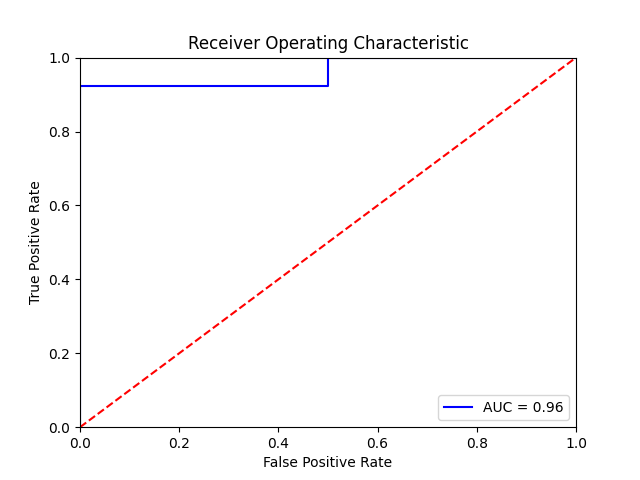 Receiver Operating Characteristic
True Positive Rate
1.0
0.8
0.6
0.4
0.2
0.0
AUC = 0.96
0.0 0.2 0.4 0.6 0.8 1.0
False Positive Rate